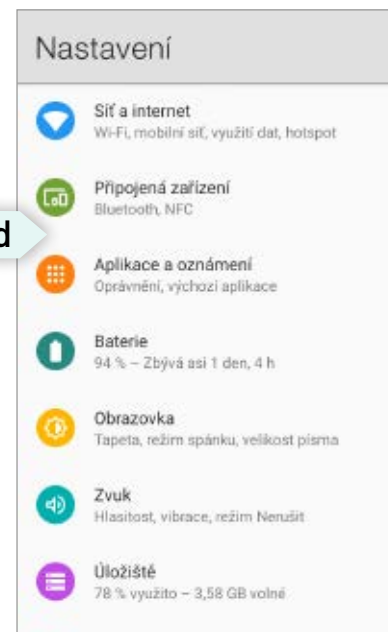 Nastavení
Síť a internet
Wi-Fi, mobilní síť, využití dat, hotspot
Připojená zařízení
Bluetooth, NFC
d
Aplikace a oznámení
Oprávnění, výchozí aplikace
Baterie
94 % – Zbývá asi 1 den, 4 h
Obrazovka
Tapeta, režim spánku, velikost písma
Zvuk
Hlasitost, vibrace, režim Nerušit
Úložiště
78 % využito – 3,58 GB volné